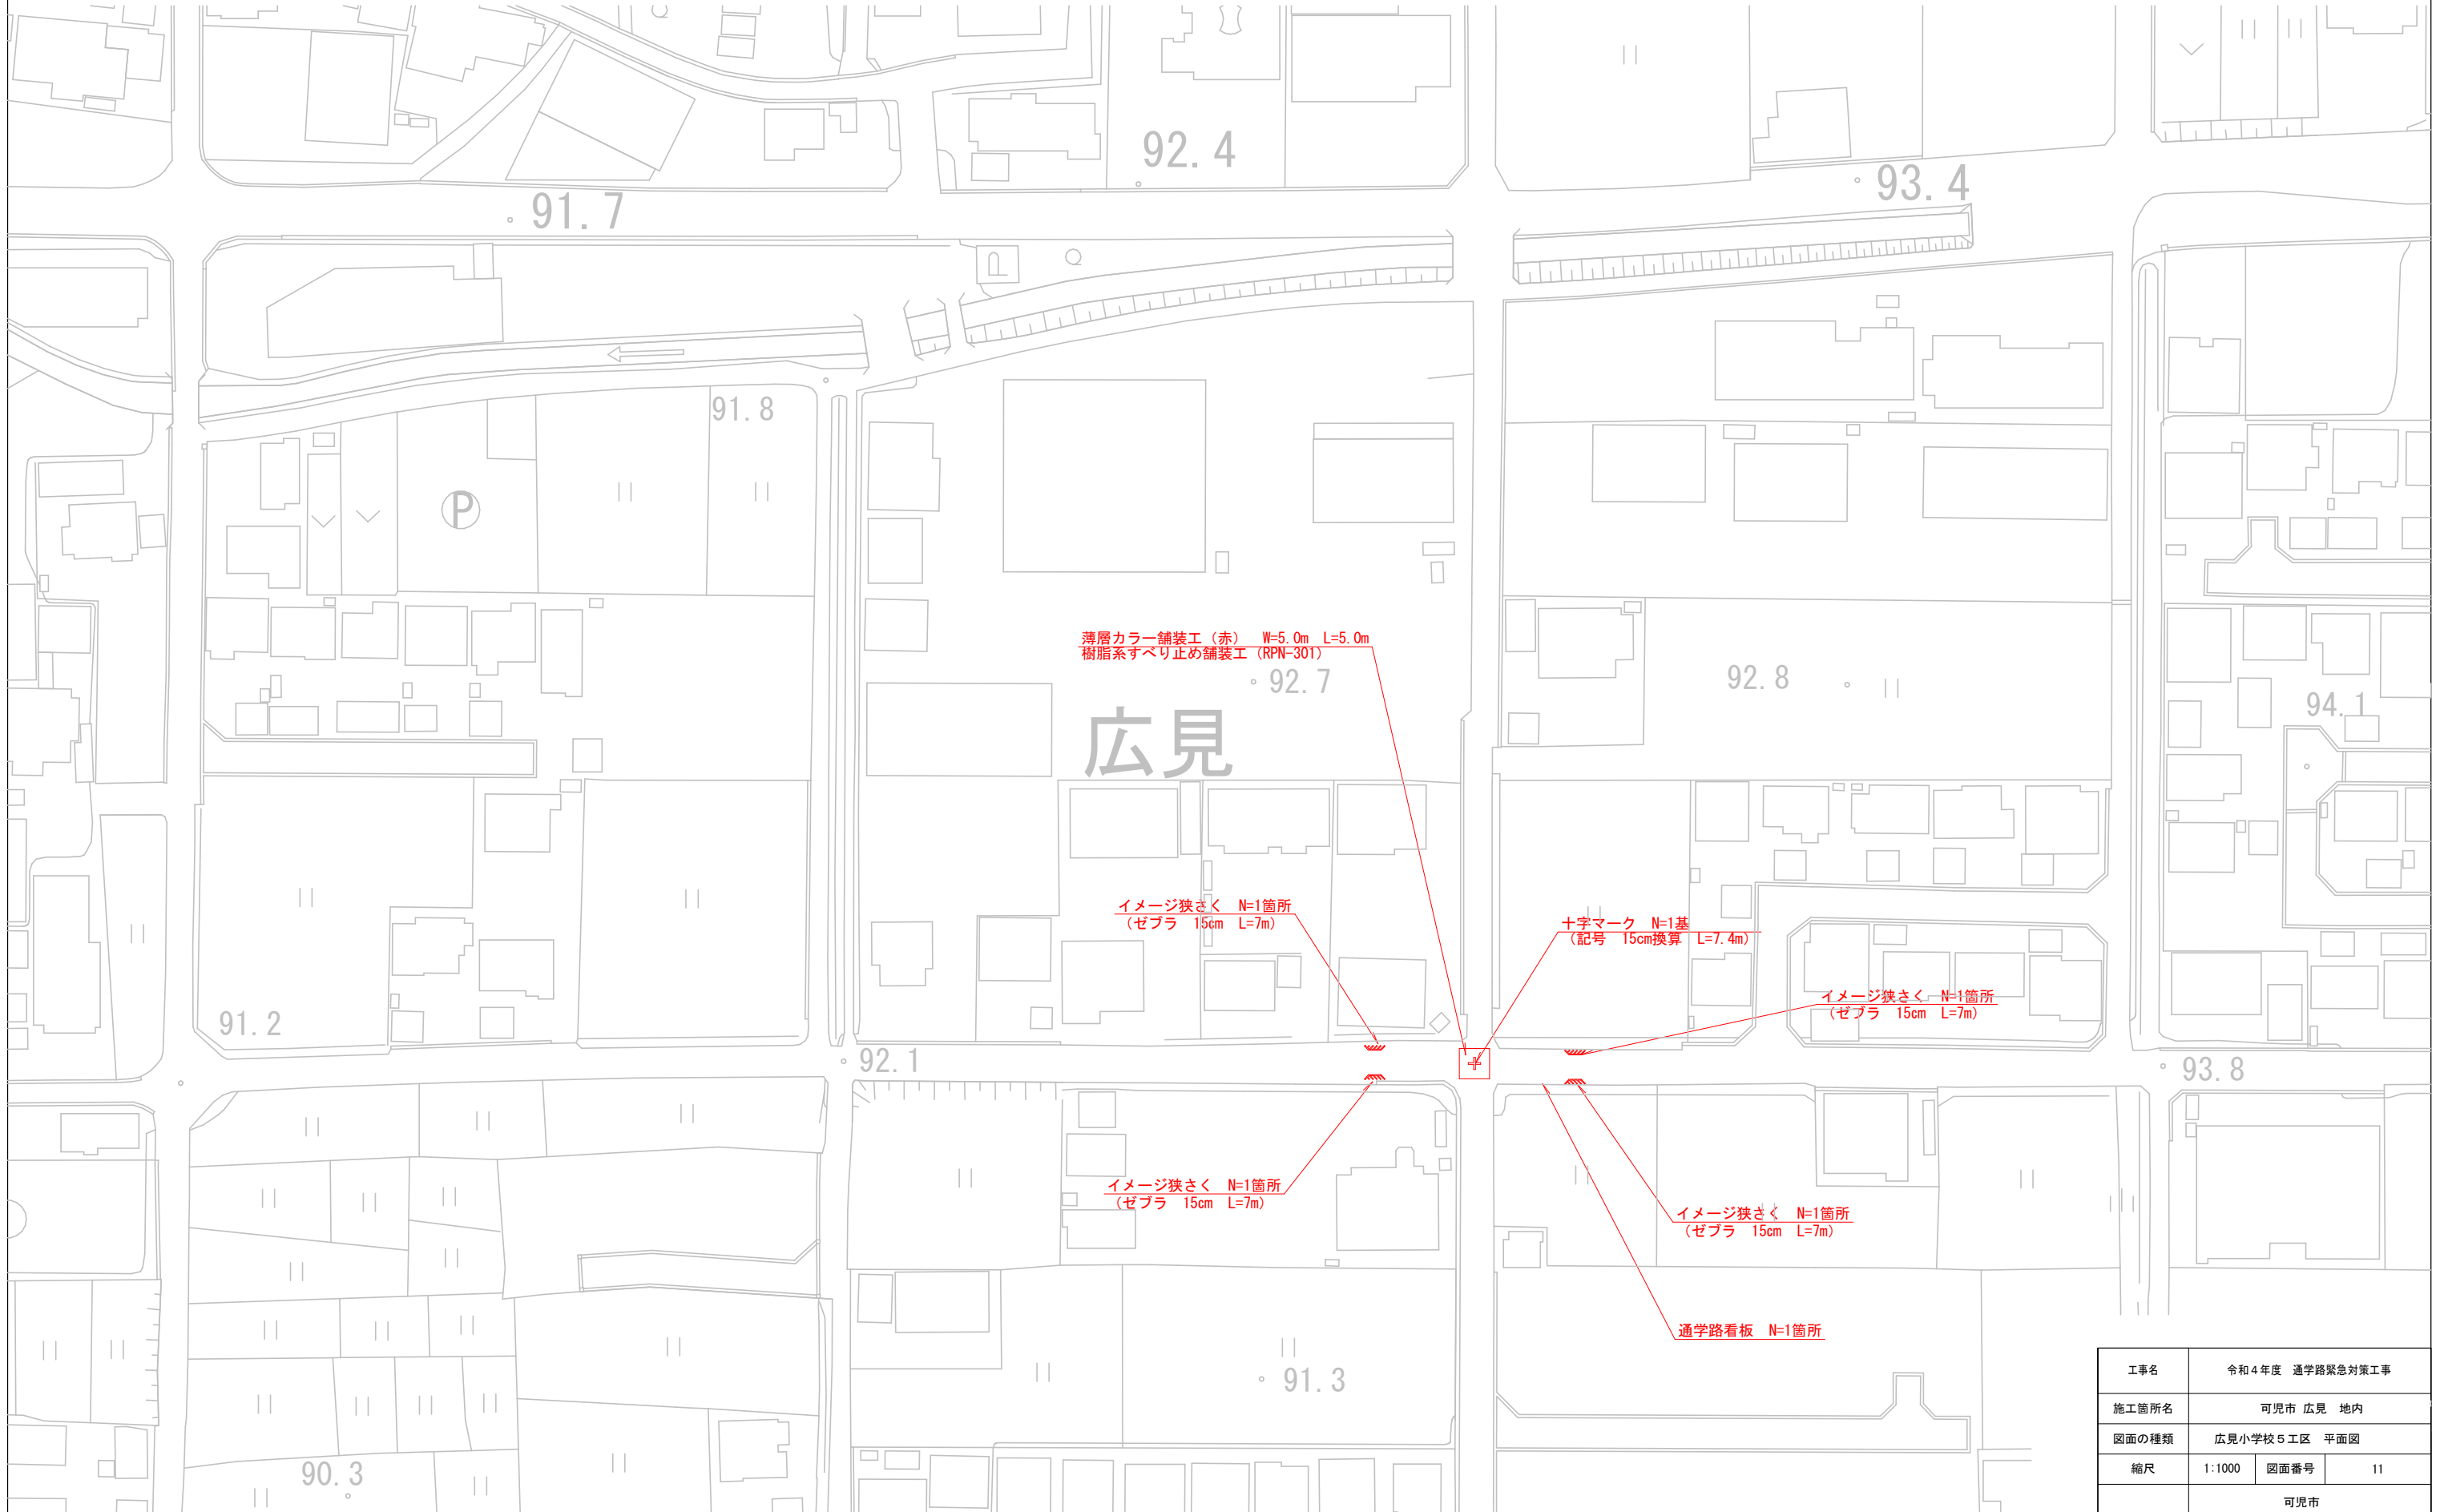 92.4
93.4
91.7
P
91.8
P
薄層カラー舗装工（赤）　W=5.0m　L=5.0m
樹脂系すべり止め舗装工（RPN-301）
92.7
92.8
94.1
広見
イメージ狭さく　N=1箇所
（ゼブラ　15cm　L=7m）
十字マーク　N=1基
（記号　15cm換算　L=7.4m）
イメージ狭さく　N=1箇所
（ゼブラ　15cm　L=7m）
91.2
92.1
93.8
イメージ狭さく　N=1箇所
（ゼブラ　15cm　L=7m）
イメージ狭さく　N=1箇所
（ゼブラ　15cm　L=7m）
通学路看板　N=1箇所
91.3
90.3
工事名　令和４年度　通学路緊急対策工事
施工箇所名　可児市 広見　地内
図面の種類　広見小学校５工区　平面図
縮尺　1:1000　図面番号　11
可児市